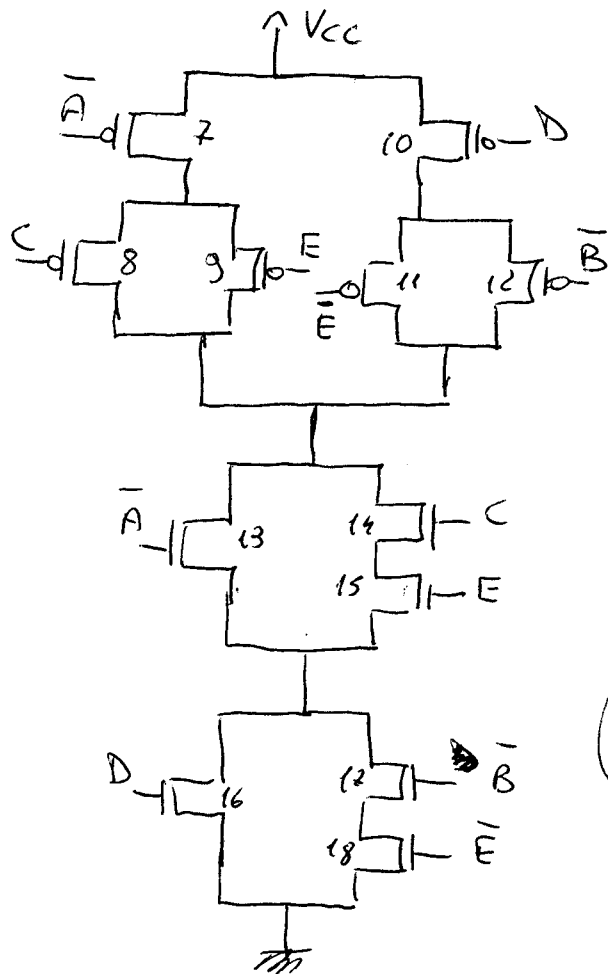 VCC
Ā 7 10 D
C 8 9 E Ē 11 12 B̄
Ā 13 14 C
15 E
D 16 17 B̄
18 Ē